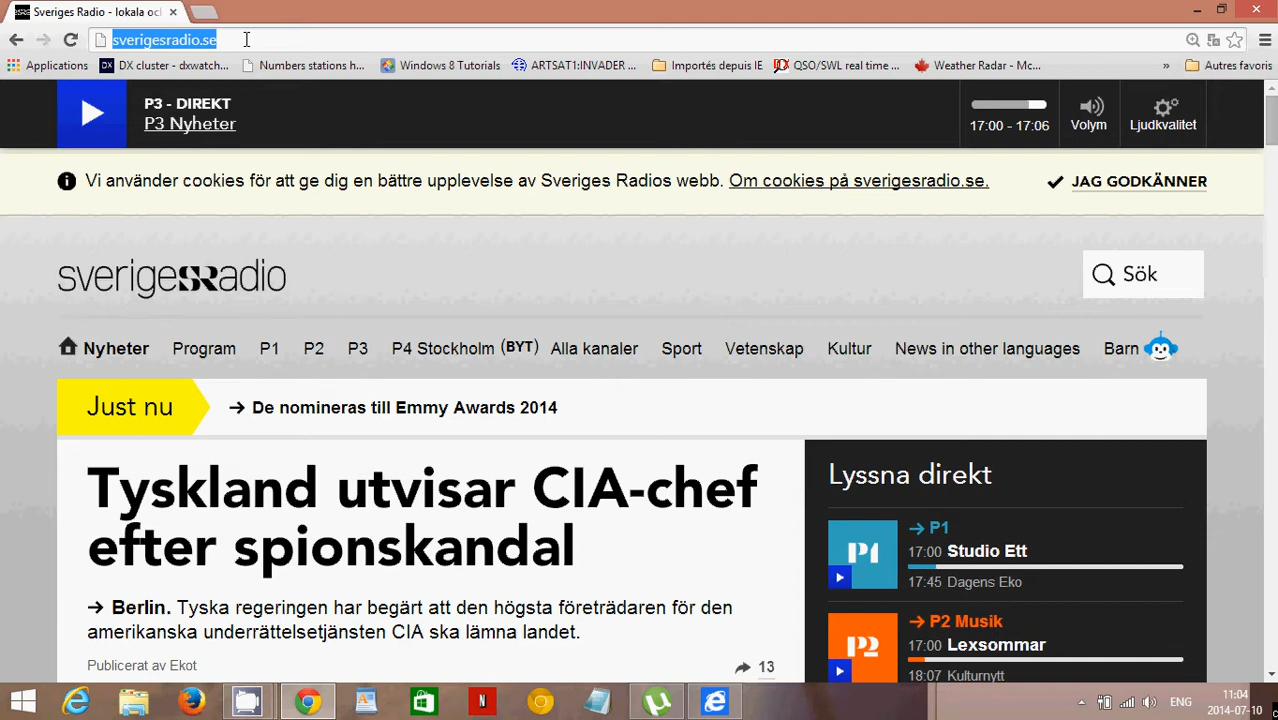 Sveriges Radio - lokala oc
sverigesradio.se
Applications
DX cluster - dxwatch...
Numbers stations h...
Windows 8 Tutorials
ARTSAT1:INVADER ...
Importés depuis IE
QSO/SWL real time ...
Weather Radar - Mc...
»
Autres favoris
P3 - DIREKT
P3 Nyheter
17:00 - 17:06
Volym
Ljudkvalitet
Vi använder cookies för att ge dig en bättre upplevelse av Sveriges Radios webb. Om cookies på sverigesradio.se.
JAG GODKÄNNER
sverigesradio
Sök
Nyheter Program P1 P2 P3 P4 Stockholm (BYT) Alla kanaler Sport Vetenskap Kultur News in other languages Barn
Just nu
→ De nomineras till Emmy Awards 2014
Tyskland utvisar CIA-chef
efter spionskandal
→ Berlin. Tyska regeringen har begärt att den högsta företrädaren för den
amerikanska underrättelsetjänsten CIA ska lämna landet.
Publicerat av Ekot
13
Lyssna direkt
P1
→ P1
17:00 Studio Ett
17:45 Dagens Eko
P2
→ P2 Musik
17:00 Lexsommar
18:07 Kulturnytt
ENG
11:04
2014-07-10